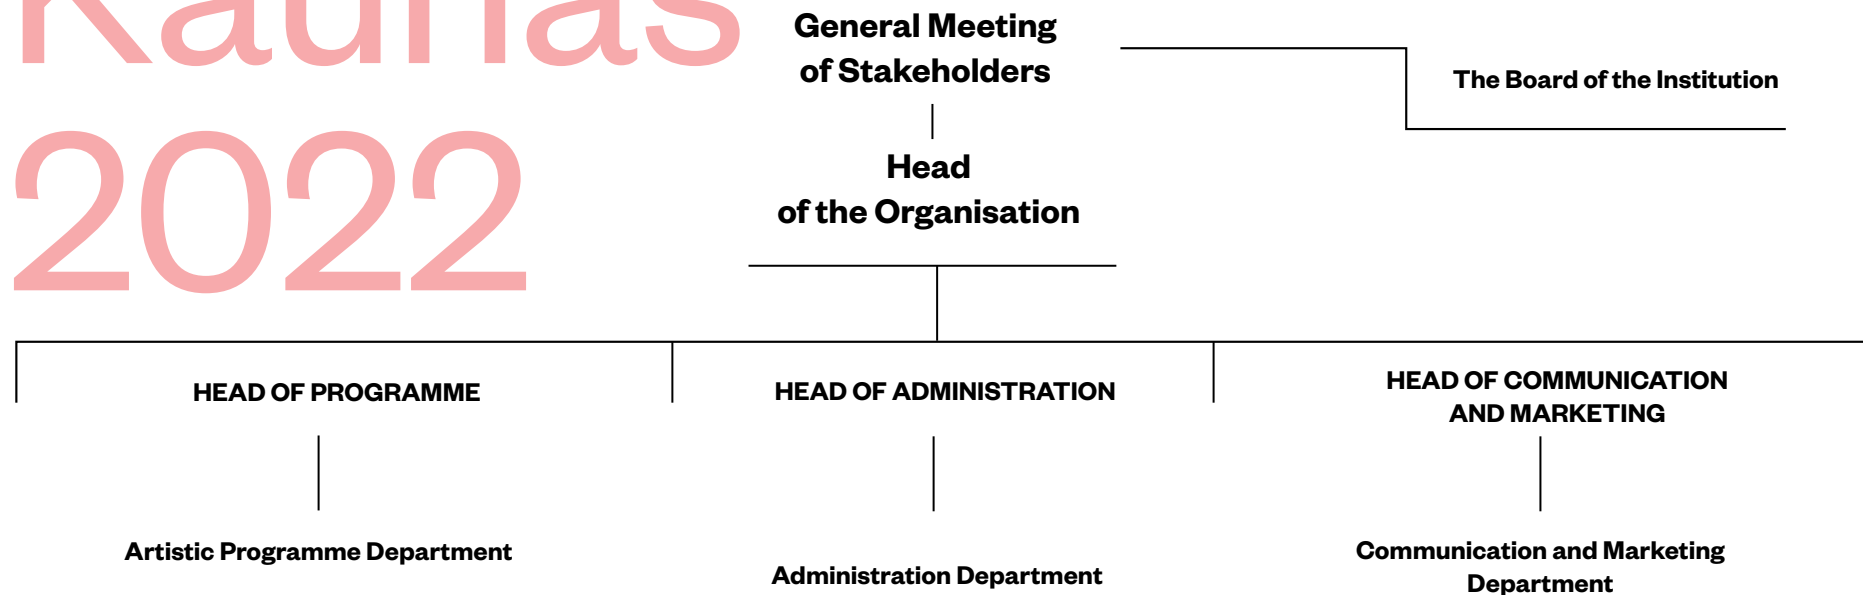 Kaunas
2022
General Meeting
of Stakeholders
The Board of the Institution
Head
of the Organisation
HEAD OF PROGRAMME
HEAD OF ADMINISTRATION
HEAD OF COMMUNICATION
AND MARKETING
Artistic Programme Department
Administration Department
Communication and Marketing
Department